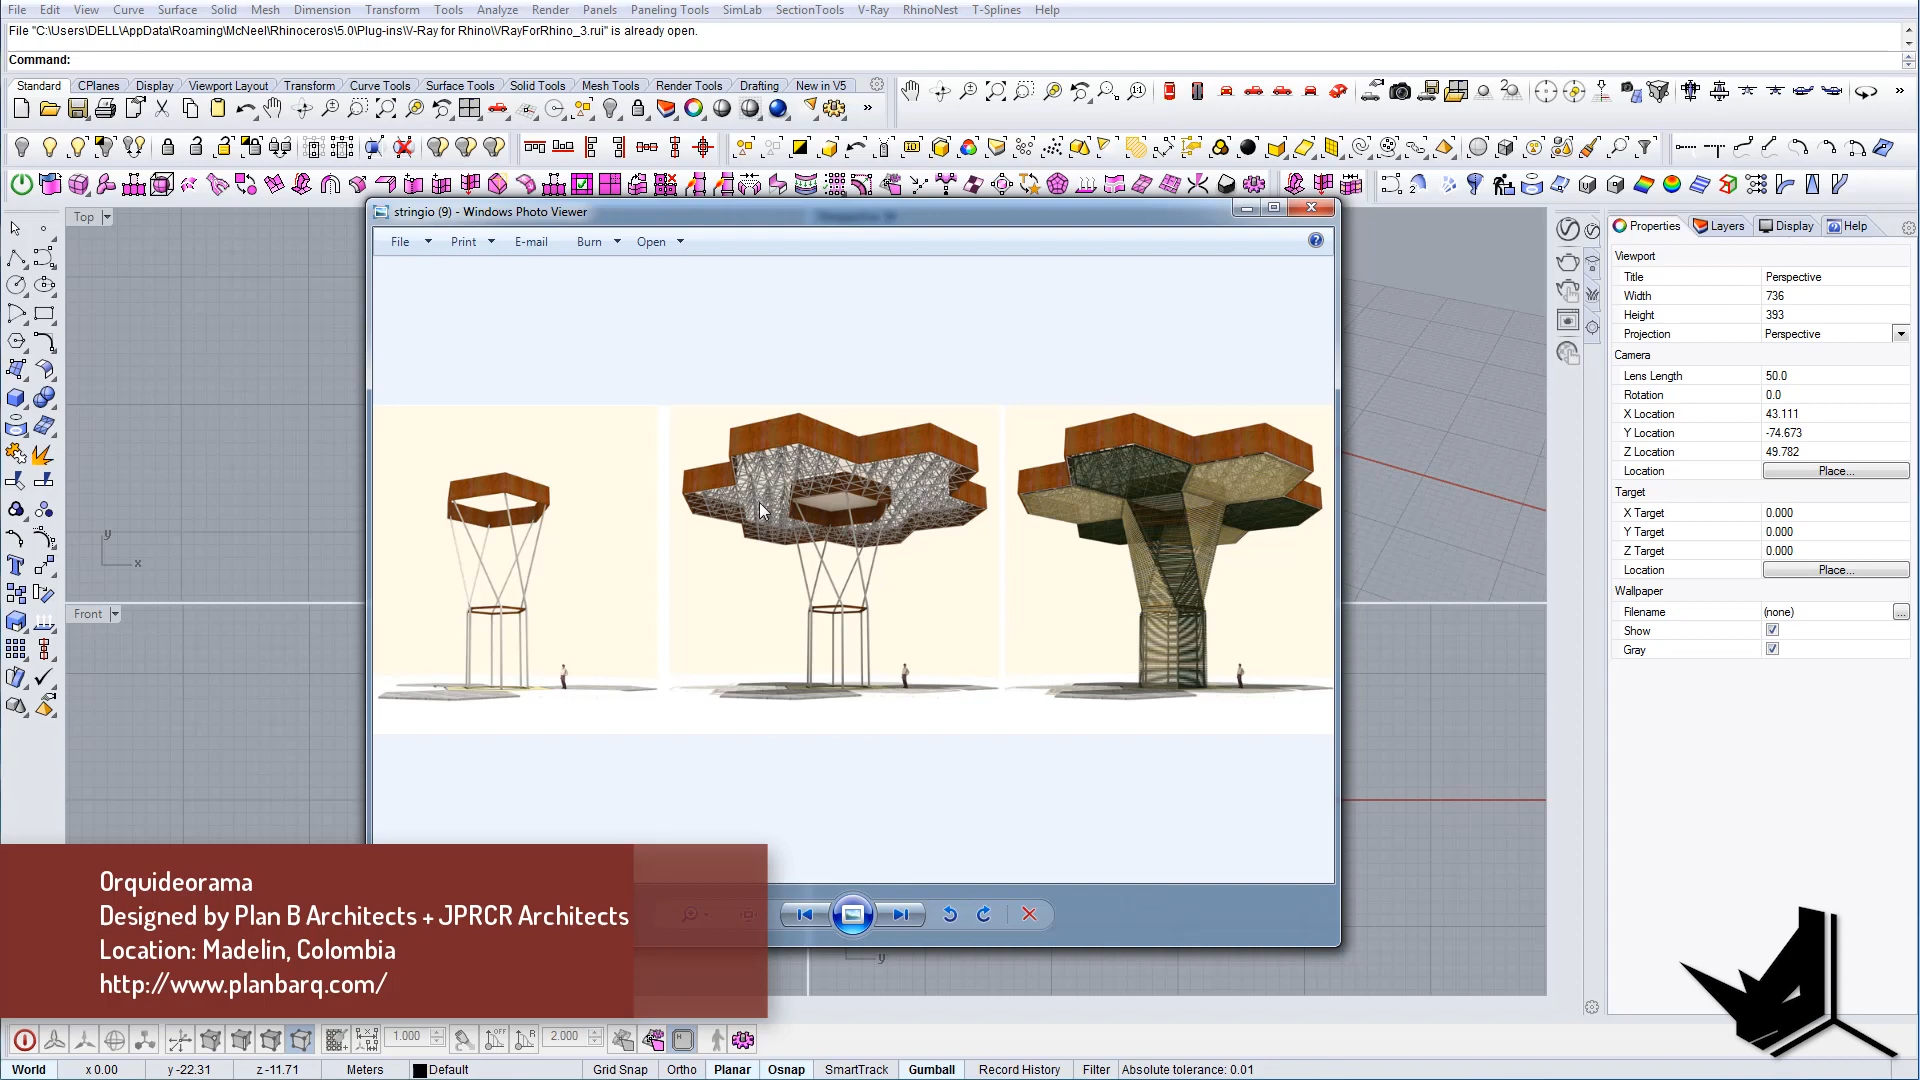 File Edit View Curve Surface Solid Mesh Dimension Transform Tools Analyze Render Panels Paneling Tools SimLab SectionTools V-Ray RhinoNest T-Splines Help
File "C:\Users\DELL\AppData\Roaming\McNeel\Rhinoceros\5.0\Plug-ins\V-Ray for Rhino\VRayForRhino_3.rui" is already open.
Command:
Standard CPlanes Display Viewport Layout Transform Curve Tools Surface Tools Solid Tools Mesh Tools Render Tools Drafting New in V5
Top
stringio (9) - Windows Photo Viewer
File Print E-mail Burn Open
Front
y
x
y
Properties Layers Display Help
Viewport
Title Perspective
Width 736
Height 393
Projection Perspective
Camera
Lens Length 50.0
Rotation 0.0
X Location 43.111
Y Location -74.673
Z Location 49.782
Location Place...
Target
X Target 0.000
Y Target 0.000
Z Target 0.000
Location Place...
Wallpaper
Filename (none) ...
Show
Gray
Orquideorama
Designed by Plan B Architects + JPRCR Architects
Location: Madelin, Colombia
http://www.planbarq.com/
1.000 2.000
World x 0.00 y -22.31 z -11.71 Meters Default Grid Snap Ortho Planar Osnap SmartTrack Gumball Record History Filter Absolute tolerance: 0.01